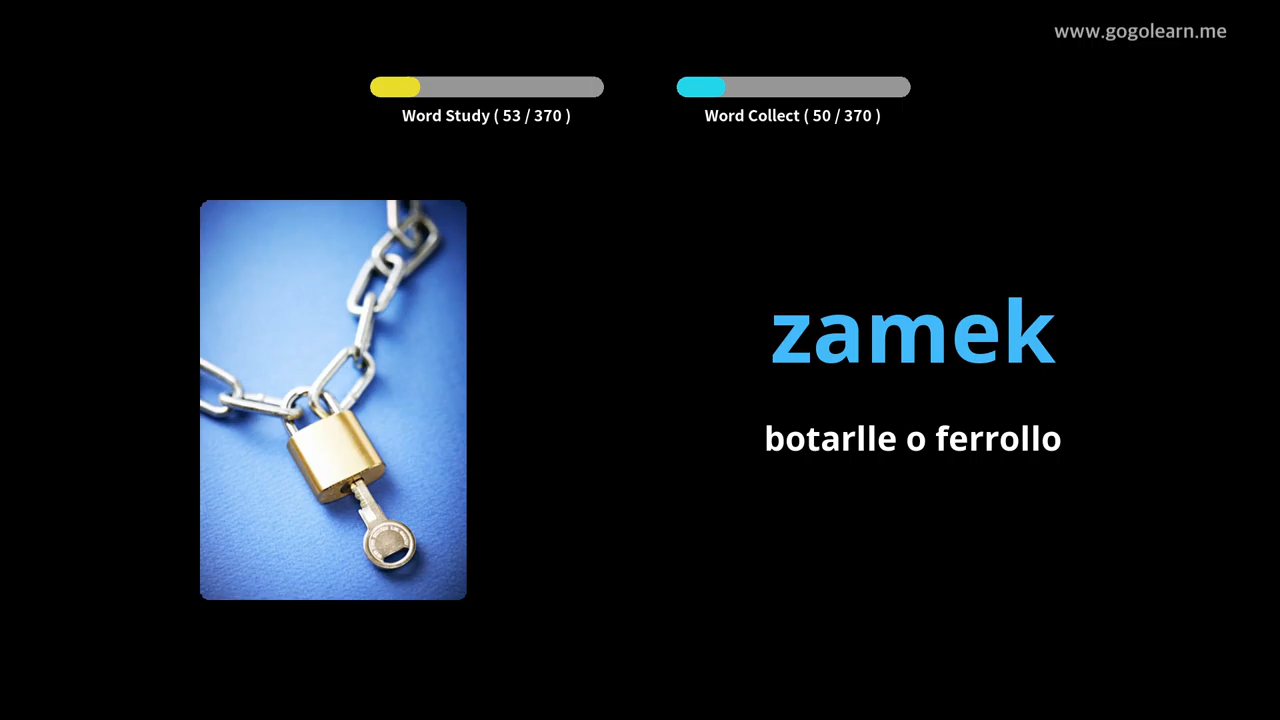 www.gogolearn.me
Word Study ( 53 / 370 )
Word Collect ( 50 / 370 )
zamek
botarlle o ferrollo